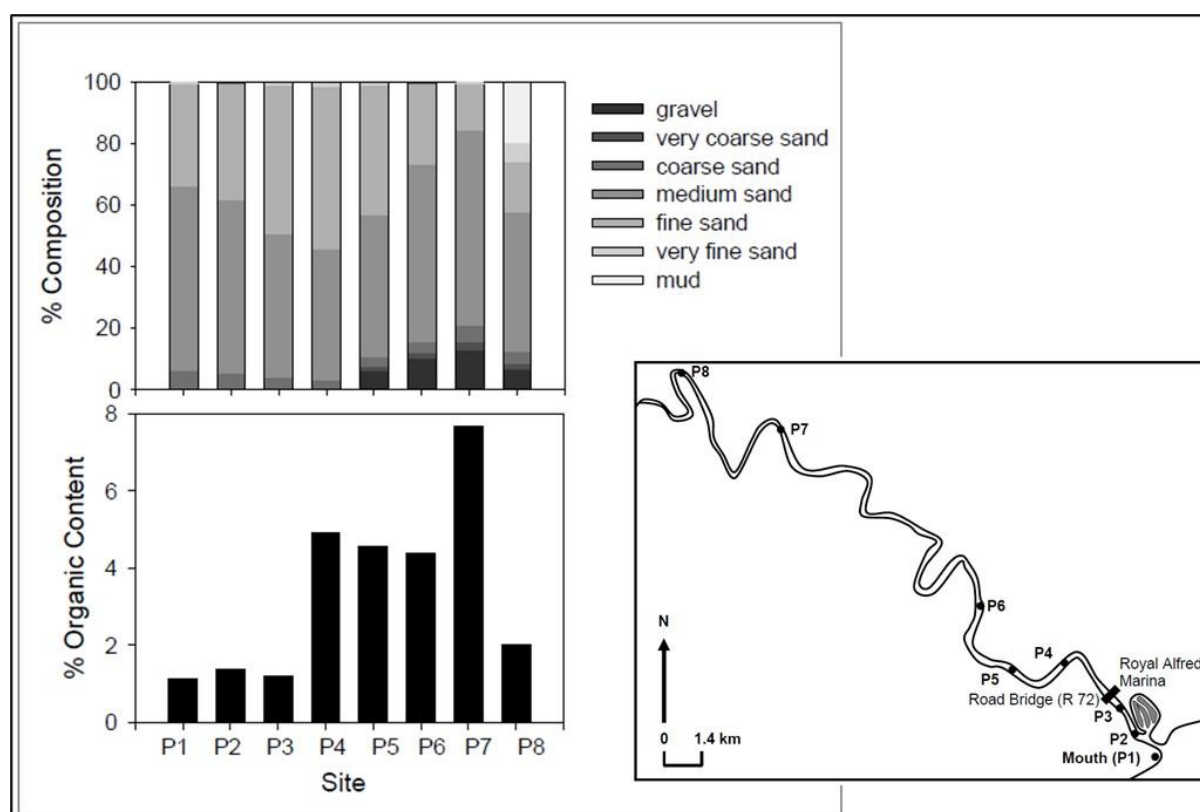 100
80
60
40
20
0
% Composition
gravel
very coarse sand
coarse sand
medium sand
fine sand
very fine sand
mud
8
6
4
2
0
% Organic Content
P1 P2 P3 P4 P5 P6 P7 P8
Site
P8
P7
P6
N
P4
P5
Royal Alfred
Marina
Road Bridge (R 72)
P3
P2
0 1.4 km
Mouth (P1)